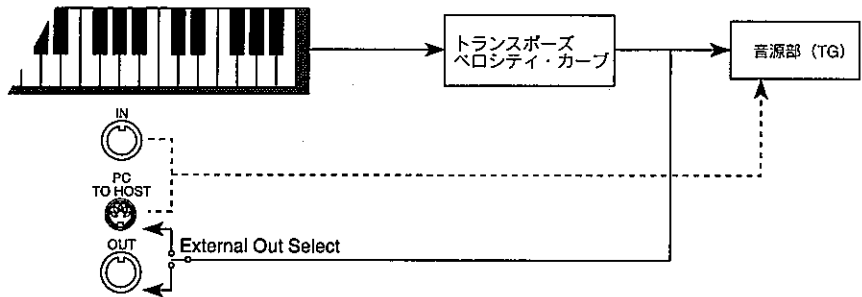 トランスポーズ
ベロシティ・カーブ
音源部（TG）
IN
PC
TO HOST
OUT
External Out Select